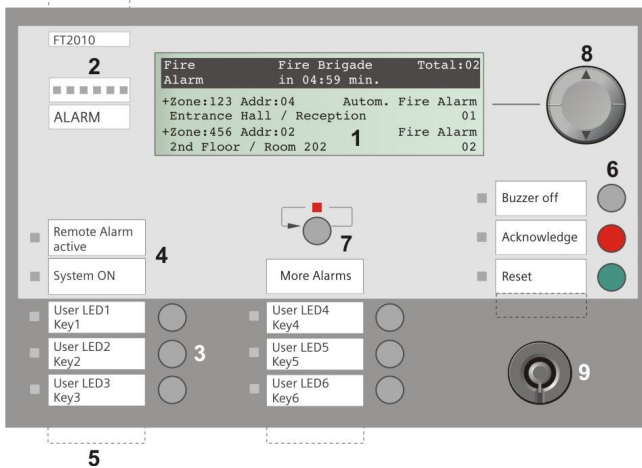 FT2010
2
ALARM
Fire Fire Brigade Total:02
Alarm in 04:59 min.
+Zone:123 Addr:04 Autom. Fire Alarm
Entrance Hall / Reception 01
+Zone:456 Addr:02 Fire Alarm
2nd Floor / Room 202 02
1
8
6
Buzzer off
Acknowledge
Reset
Remote Alarm
active
System ON
4
7
More Alarms
User LED1
Key1
User LED2
Key2
User LED3
Key3
3
User LED4
Key4
User LED5
Key5
User LED6
Key6
9
5